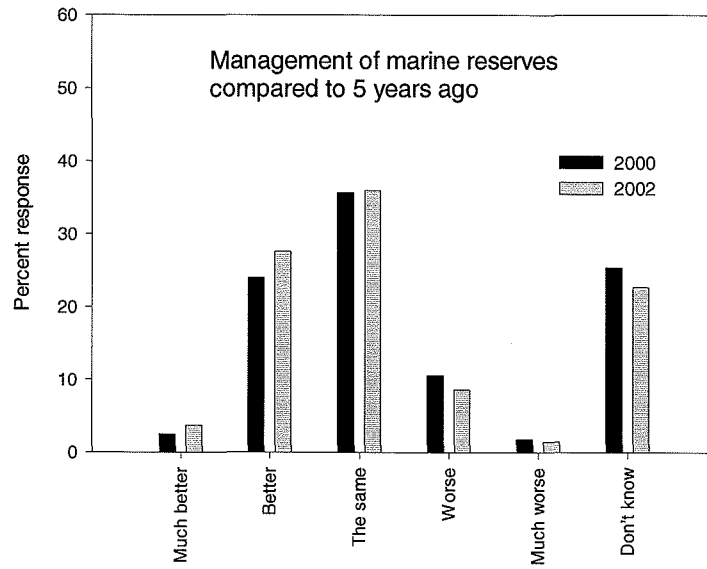 Management of marine reserves
compared to 5 years ago
60
50
40
30
20
10
0
Percent response
2000
2002
Much better
Better
The same
Worse
Much worse
Don't know